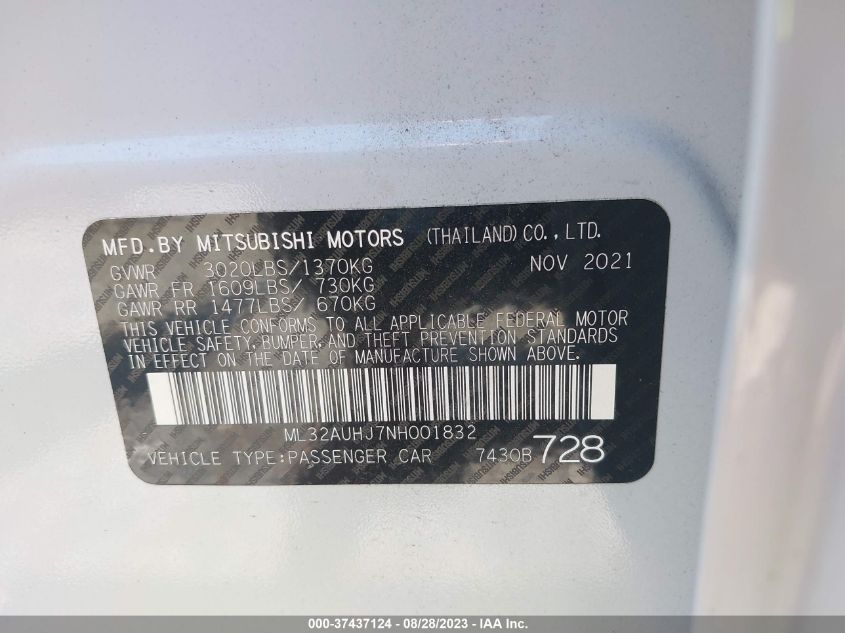 MFD. BY MITSUBISHI MOTORS (THAILAND) CO., LTD.
GVWR 3020LBS/1370KG NOV 2021
GAWR FR 1609LBS/ 730KG
GAWR RR 1477LBS/ 670KG
THIS VEHICLE CONFORMS TO ALL APPLICABLE FEDERAL MOTOR
VEHICLE SAFETY, BUMPER, AND THEFT PREVENTION STANDARDS
IN EFFECT ON THE DATE OF MANUFACTURE SHOWN ABOVE.
ML32AUHJ7NH001832
VEHICLE TYPE:PASSENGER CAR 7430B 728
000-37437124 - 08/28/2023 - IAA Inc.